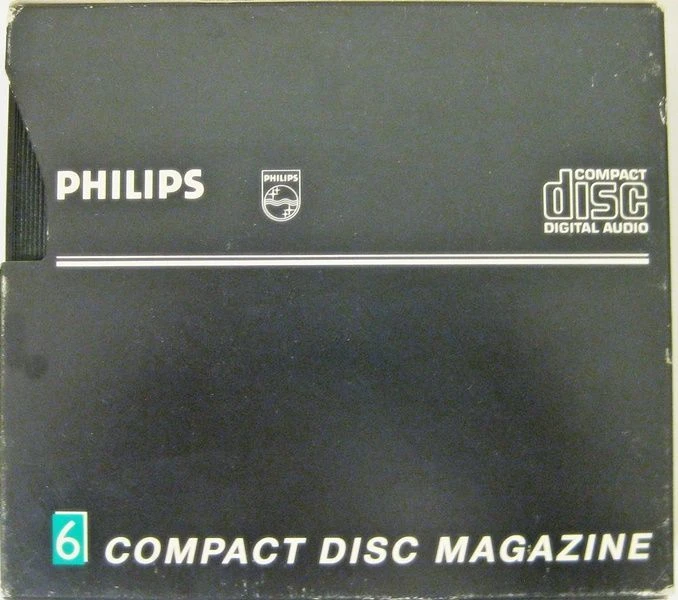 PHILIPS
PHILIPS
COMPACT
disc
DIGITAL AUDIO
6 COMPACT DISC MAGAZINE